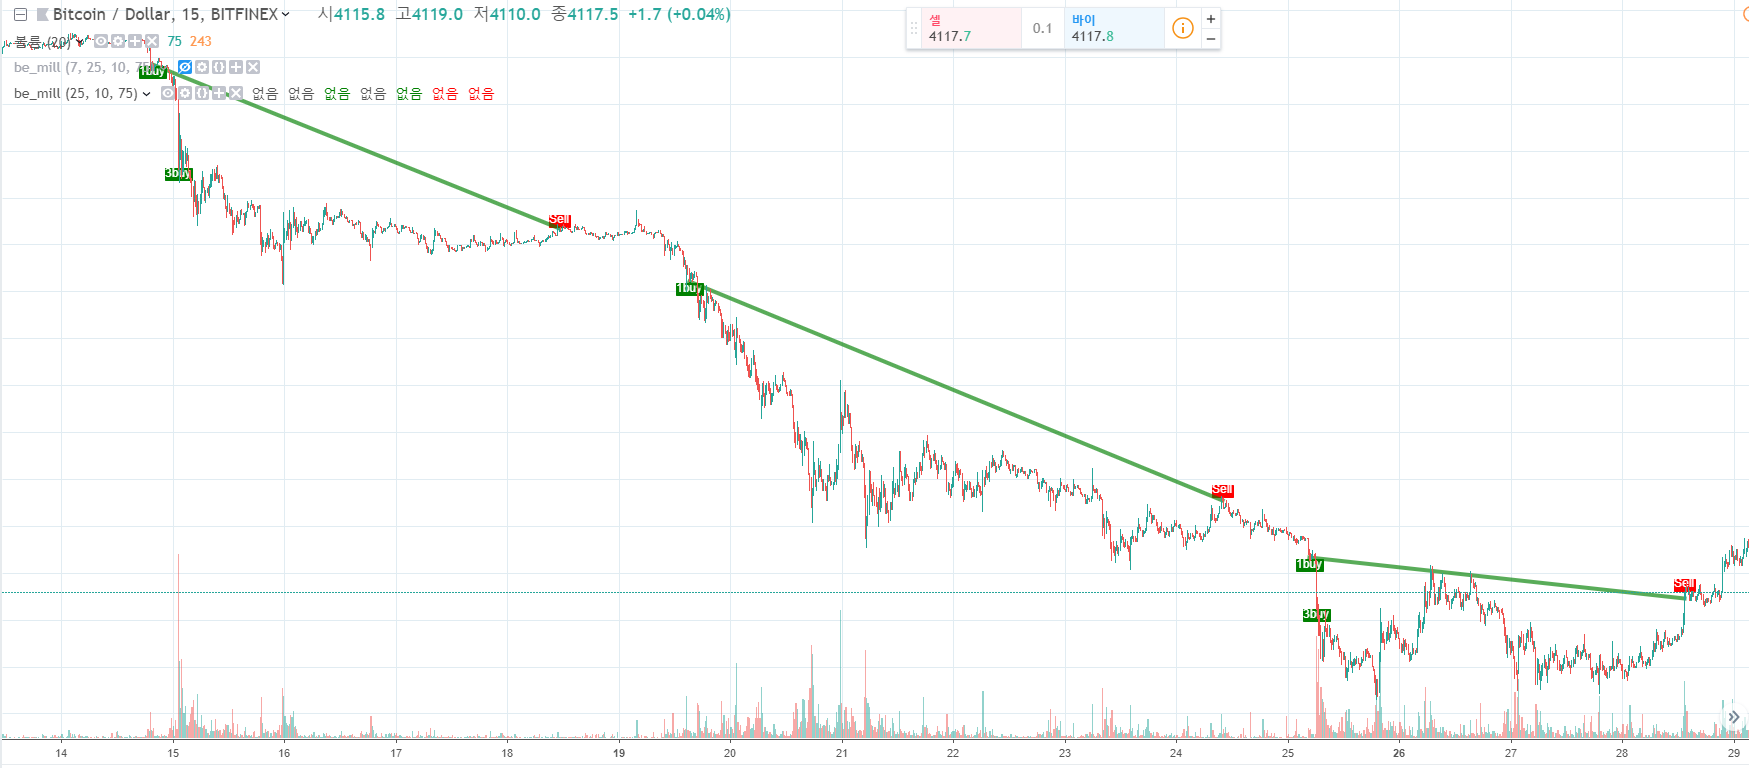 Bitcoin / Dollar, 15, BITFINEX 시4115.8 고4119.0 저4110.0 종4117.5 +1.7 (+0.04%)
볼륨 (20) 75 243
be_mill (7, 25, 10, 75)
be_mill (25, 10, 75) 없음 없음 없음 없음 없음 없음 없음
셀
4117.7
0.1
바이
4117.8
+
−
1buy
3buy
Sell
1buy
Sell
1buy
3buy
Sell
14 15 16 17 18 19 20 21 22 23 24 25 26 27 28 29